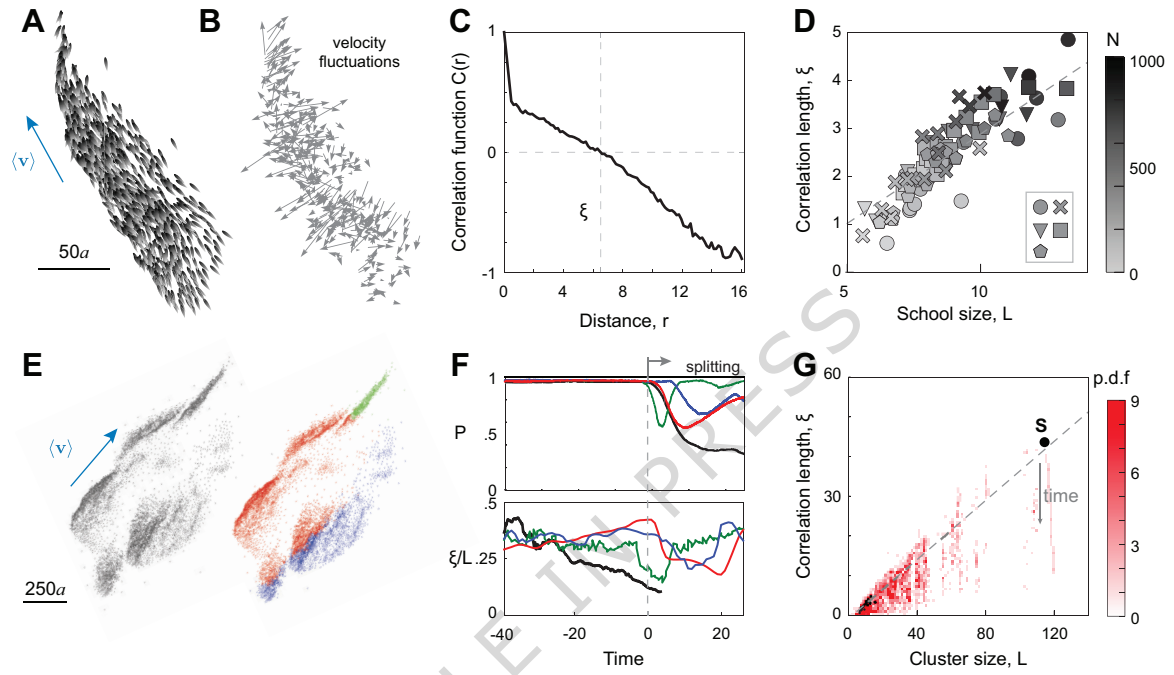 A
⟨v⟩
50a
B
velocity
fluctuations
C
Correlation function C(r)
1
0
-1
ξ
0
4
8
12
16
Distance, r
D
Correlation length, ξ
5
4
3
2
1
0
5
10
School size, L
N
1000
500
0
E
⟨v⟩
250a
F
splitting
1
P
.5
0
.5
ξ/L .25
0
-40
-20
0
20
Time
G
Correlation length, ξ
60
30
0
S
time
0
40
80
120
Cluster size, L
p.d.f
9
6
3
0
LE IN PRESS